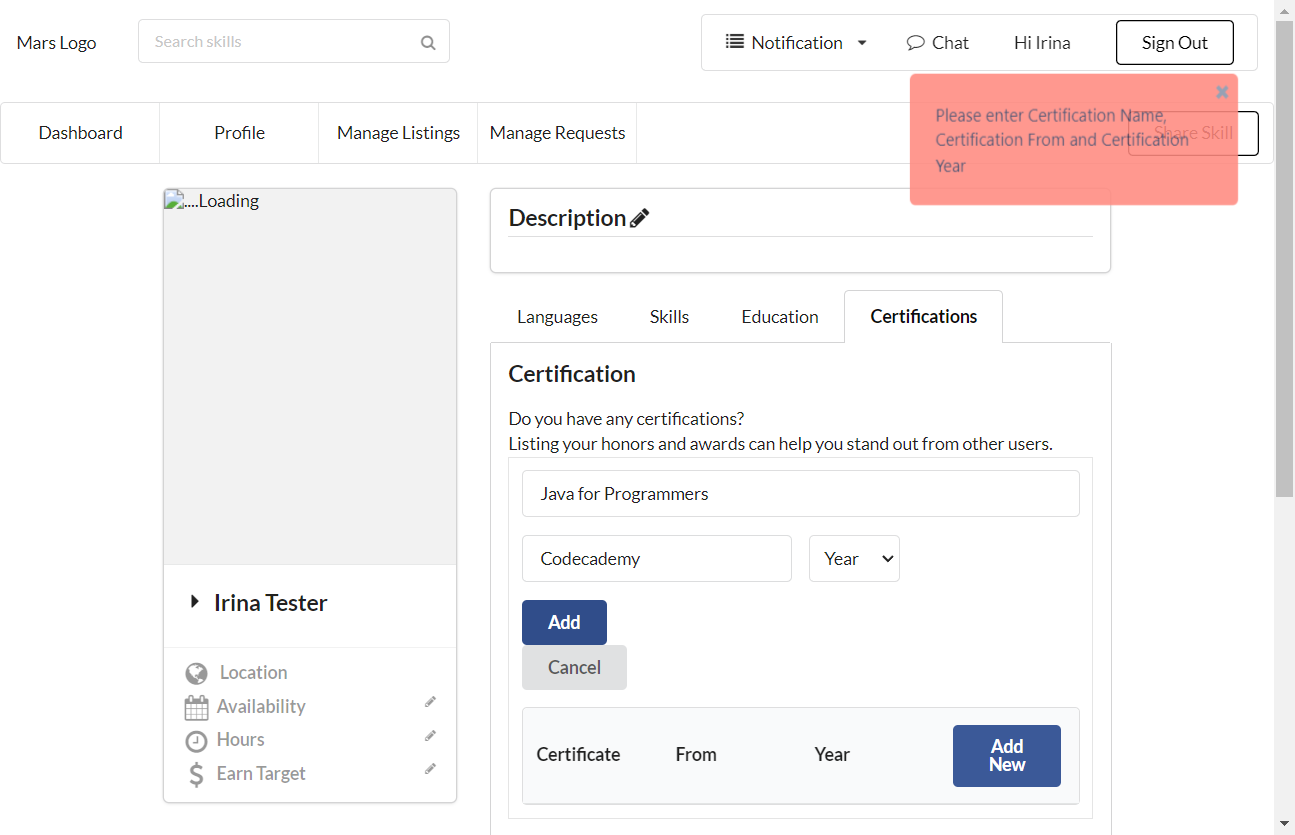 Mars Logo
Search skills
Notification
Chat
Hi Irina
Sign Out
Dashboard
Profile
Manage Listings
Manage Requests
Share Skill
Please enter Certification Name,
Certification From and Certification
Year
....Loading
Description
Languages
Skills
Education
Certifications
Certification
Do you have any certifications?
Listing your honors and awards can help you stand out from other users.
Java for Programmers
Codecademy
Year
Add
Cancel
Certificate
From
Year
Add
New
Irina Tester
Location
Availability
Hours
Earn Target